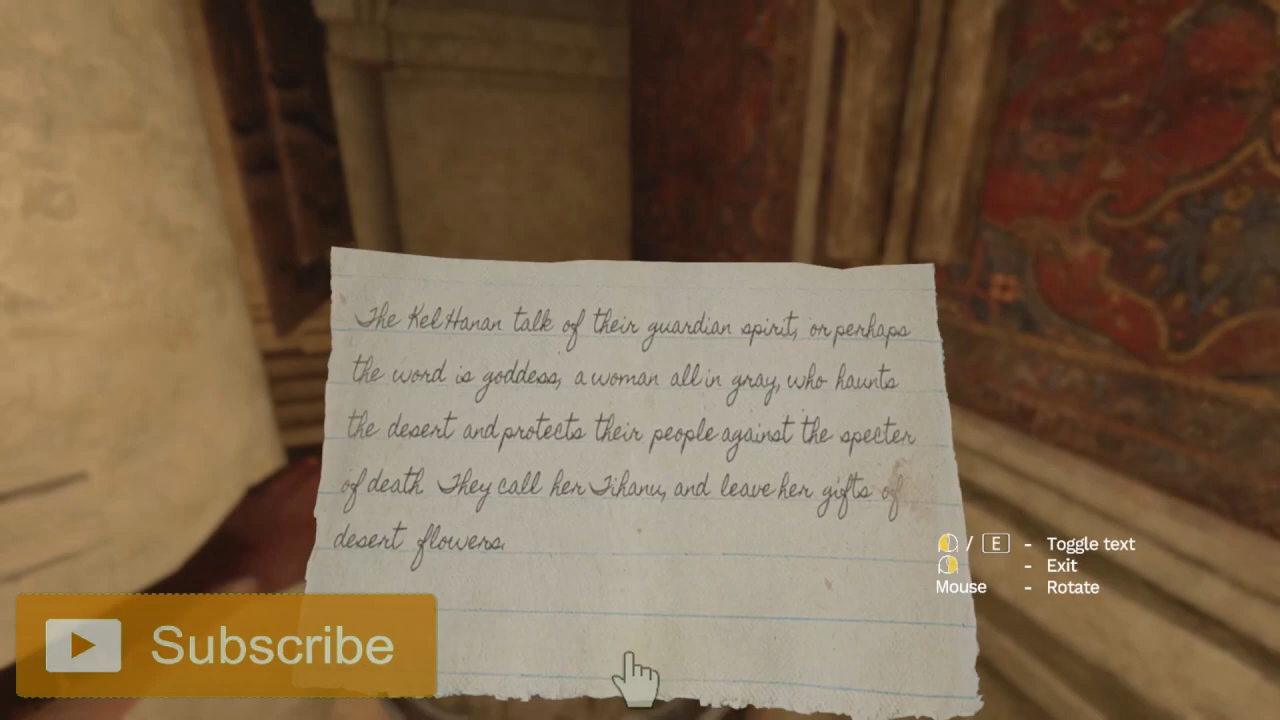 The Kel Hanan talk of their guardian spirit, or perhaps
the word is goddess, a woman all in gray, who haunts
the desert and protects their people against the specter
of death. They call her Tihanu, and leave her gifts of
desert flowers.
/ E - Toggle text
- Exit
Mouse - Rotate
Subscribe